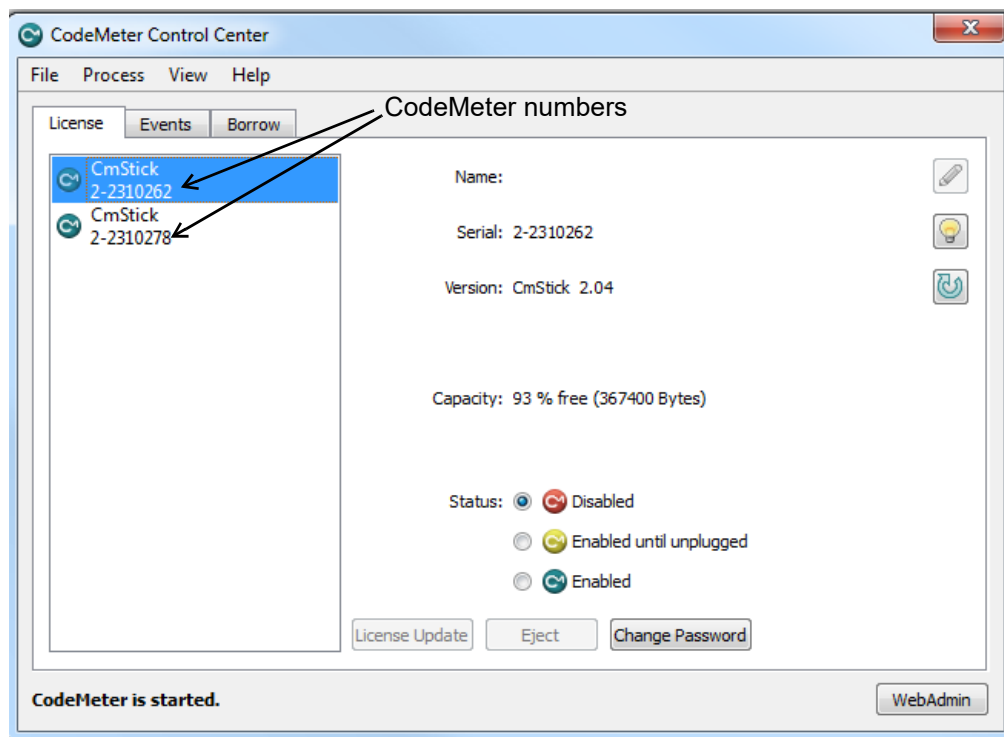 CodeMeter Control Center
File Process View Help
CodeMeter numbers
License Events Borrow
CmStick
2-2310262
CmStick
2-2310278
Name:
Serial: 2-2310262
Version: CmStick 2.04
Capacity: 93 % free (367400 Bytes)
Status: Disabled
Enabled until unplugged
Enabled
License Update Eject Change Password
CodeMeter is started.
WebAdmin